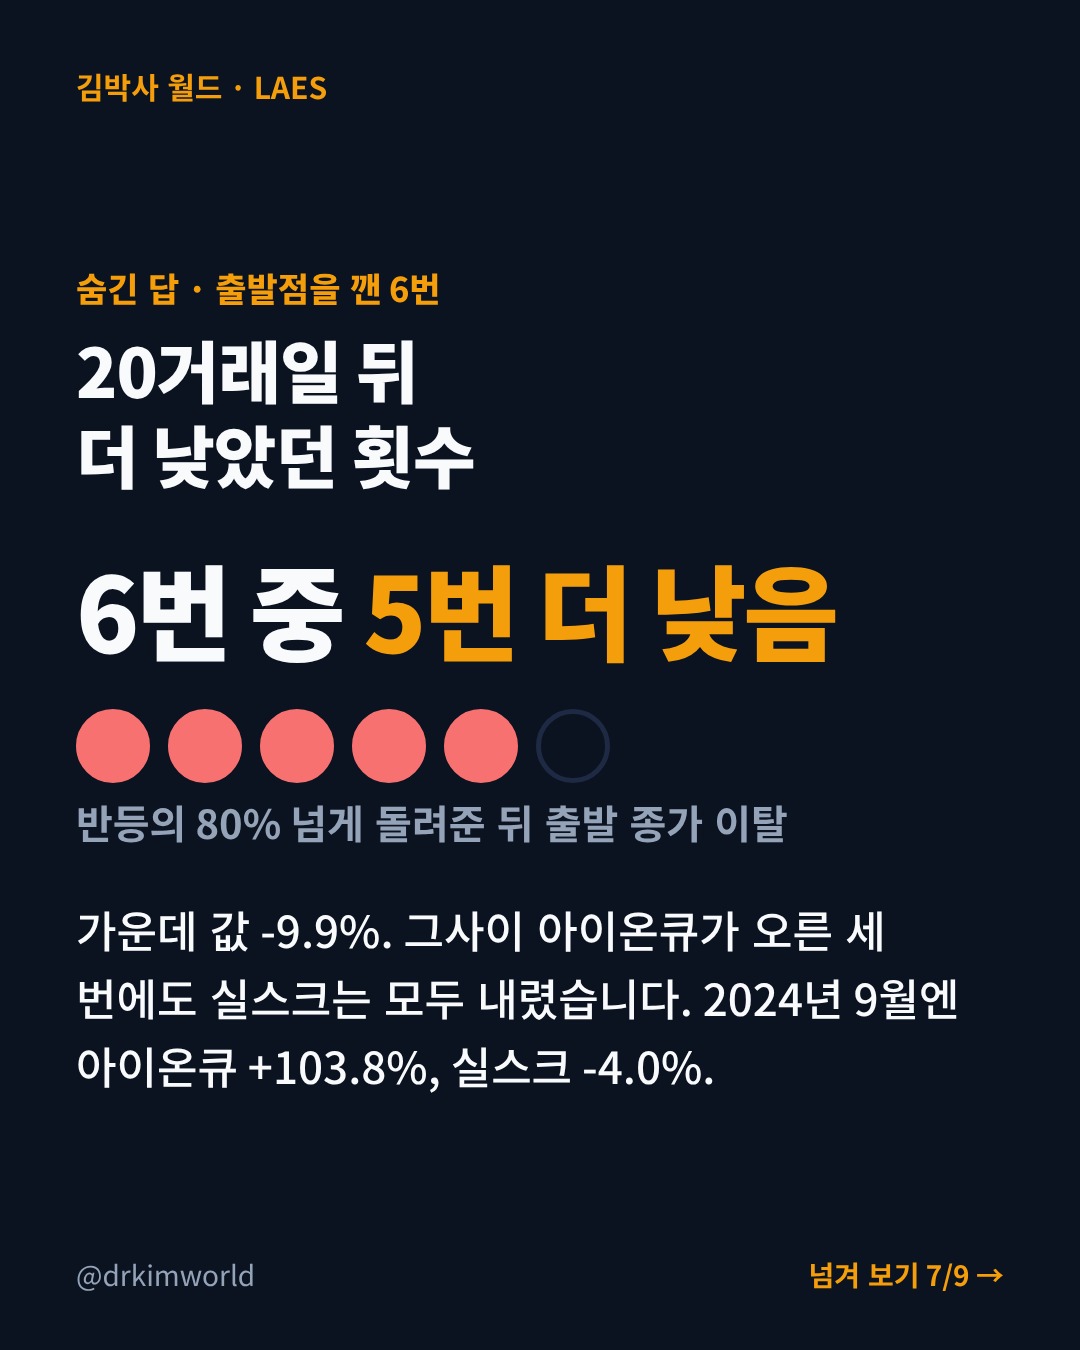 김박사 월드 · LAES
숨긴 답 · 출발점을 깬 6번
20거래일 뒤
더 낮았던 횟수
6번 중 5번 더 낮음
반등의 80% 넘게 돌려준 뒤 출발 종가 이탈
가운데 값 -9.9%. 그사이 아이온큐가 오른 세
번에도 실스크는 모두 내렸습니다. 2024년 9월엔
아이온큐 +103.8%, 실스크 -4.0%.
@drkimworld
넘겨 보기 7/9 →